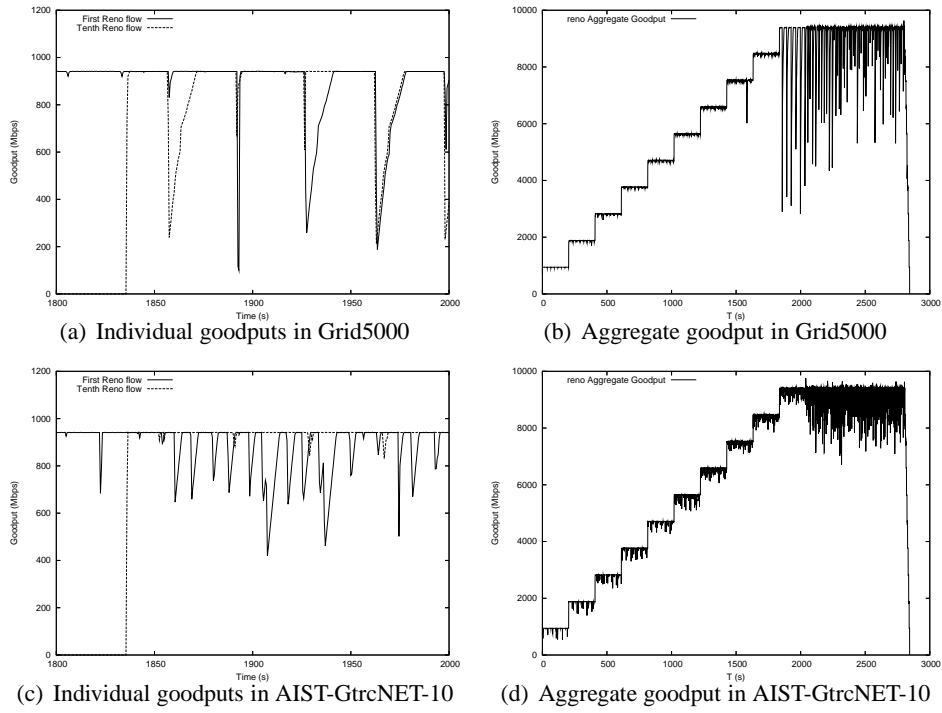 1200
1000
800
600
400
200
0
Goodput (Mbps)
First Reno flow
Tenth Reno flow
1800 1850 1900 1950 2000
Time (s)
(a) Individual goodputs in Grid5000
10000
8000
6000
4000
2000
0
Goodput (Mbps)
reno Aggregate Goodput
0 500 1000 1500 2000 2500 3000
T (s)
(b) Aggregate goodput in Grid5000
1200
1000
800
600
400
200
0
Goodput (Mbps)
First Reno flow
Tenth Reno flow
1800 1850 1900 1950 2000
Time (s)
(c) Individual goodputs in AIST-GtrcNET-10
10000
8000
6000
4000
2000
0
Goodput (Mbps)
reno Aggregate Goodput
0 500 1000 1500 2000 2500 3000
T (s)
(d) Aggregate goodput in AIST-GtrcNET-10